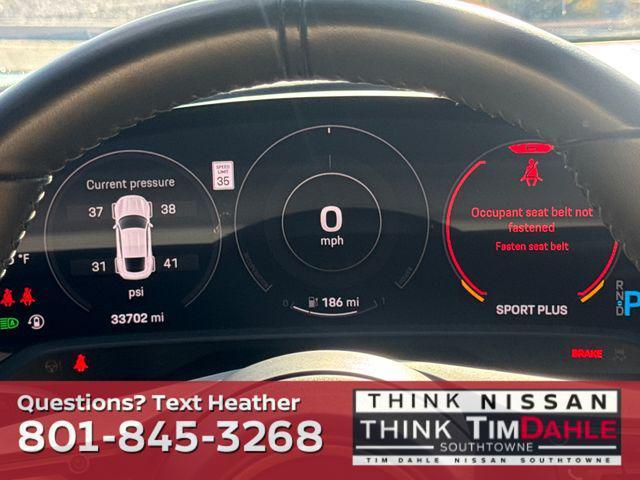 Current pressure
37 38
31 41
psi
33702 mi
°F
SPEED LIMIT
35
0
mph
0 186 mi 1
Occupant seat belt not
fastened
Fasten seat belt
SPORT PLUS
R
N
D
P
BRAKE
Questions? Text Heather
801-845-3268
THINK NISSAN
THINK TIMDAHLE
SOUTHTOWNE
TIM DAHLE NISSAN SOUTHTOWNE